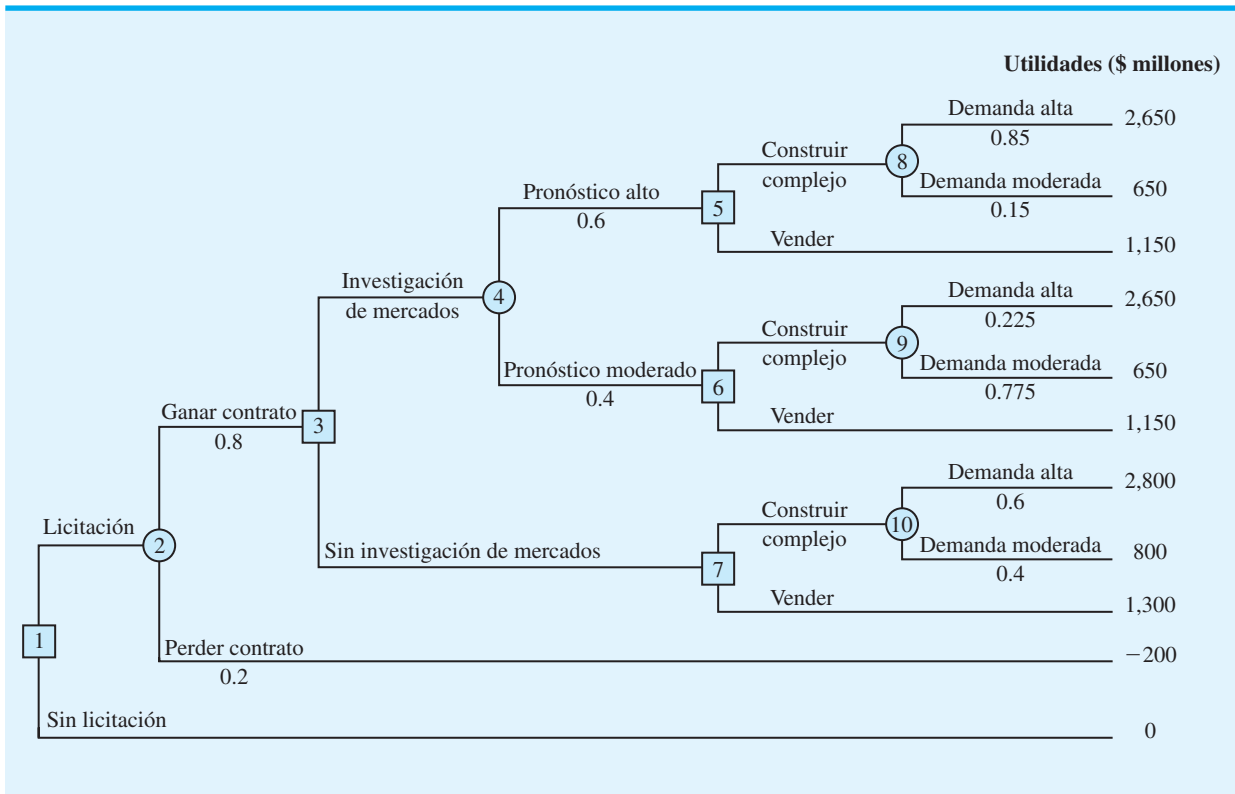 Utilidades ($ millones)
Demanda alta
2,650
0.85
Construir
complejo
8
Demanda moderada
650
0.15
Pronóstico alto
0.6
5
Vender
1,150
Investigación
de mercados
4
Demanda alta
2,650
0.225
Construir
complejo
9
Demanda moderada
650
0.775
Pronóstico moderado
0.4
6
Vender
1,150
Ganar contrato
0.8
3
Demanda alta
2,800
0.6
Construir
complejo
10
Demanda moderada
800
0.4
Licitación
2
Sin investigación de mercados
7
Vender
1,300
1
Perder contrato
0.2
−200
Sin licitación
0